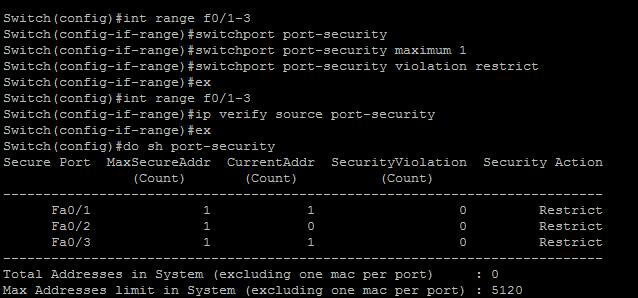 Switch(config)#int range f0/1-3
Switch(config-if-range)#switchport port-security
Switch(config-if-range)#switchport port-security maximum 1
Switch(config-if-range)#switchport port-security violation restrict
Switch(config-if-range)#ex
Switch(config)#int range f0/1-3
Switch(config-if-range)#ip verify source port-security
Switch(config-if-range)#ex
Switch(config)#do sh port-security
Secure Port  MaxSecureAddr  CurrentAddr  SecurityViolation  Security Action
                (Count)       (Count)          (Count)
---------------------------------------------------------------------------
      Fa0/1              1            1                  0         Restrict
      Fa0/2              1            0                  0         Restrict
      Fa0/3              1            1                  0         Restrict
---------------------------------------------------------------------------
Total Addresses in System (excluding one mac per port)     : 0
Max Addresses limit in System (excluding one mac per port) : 5120